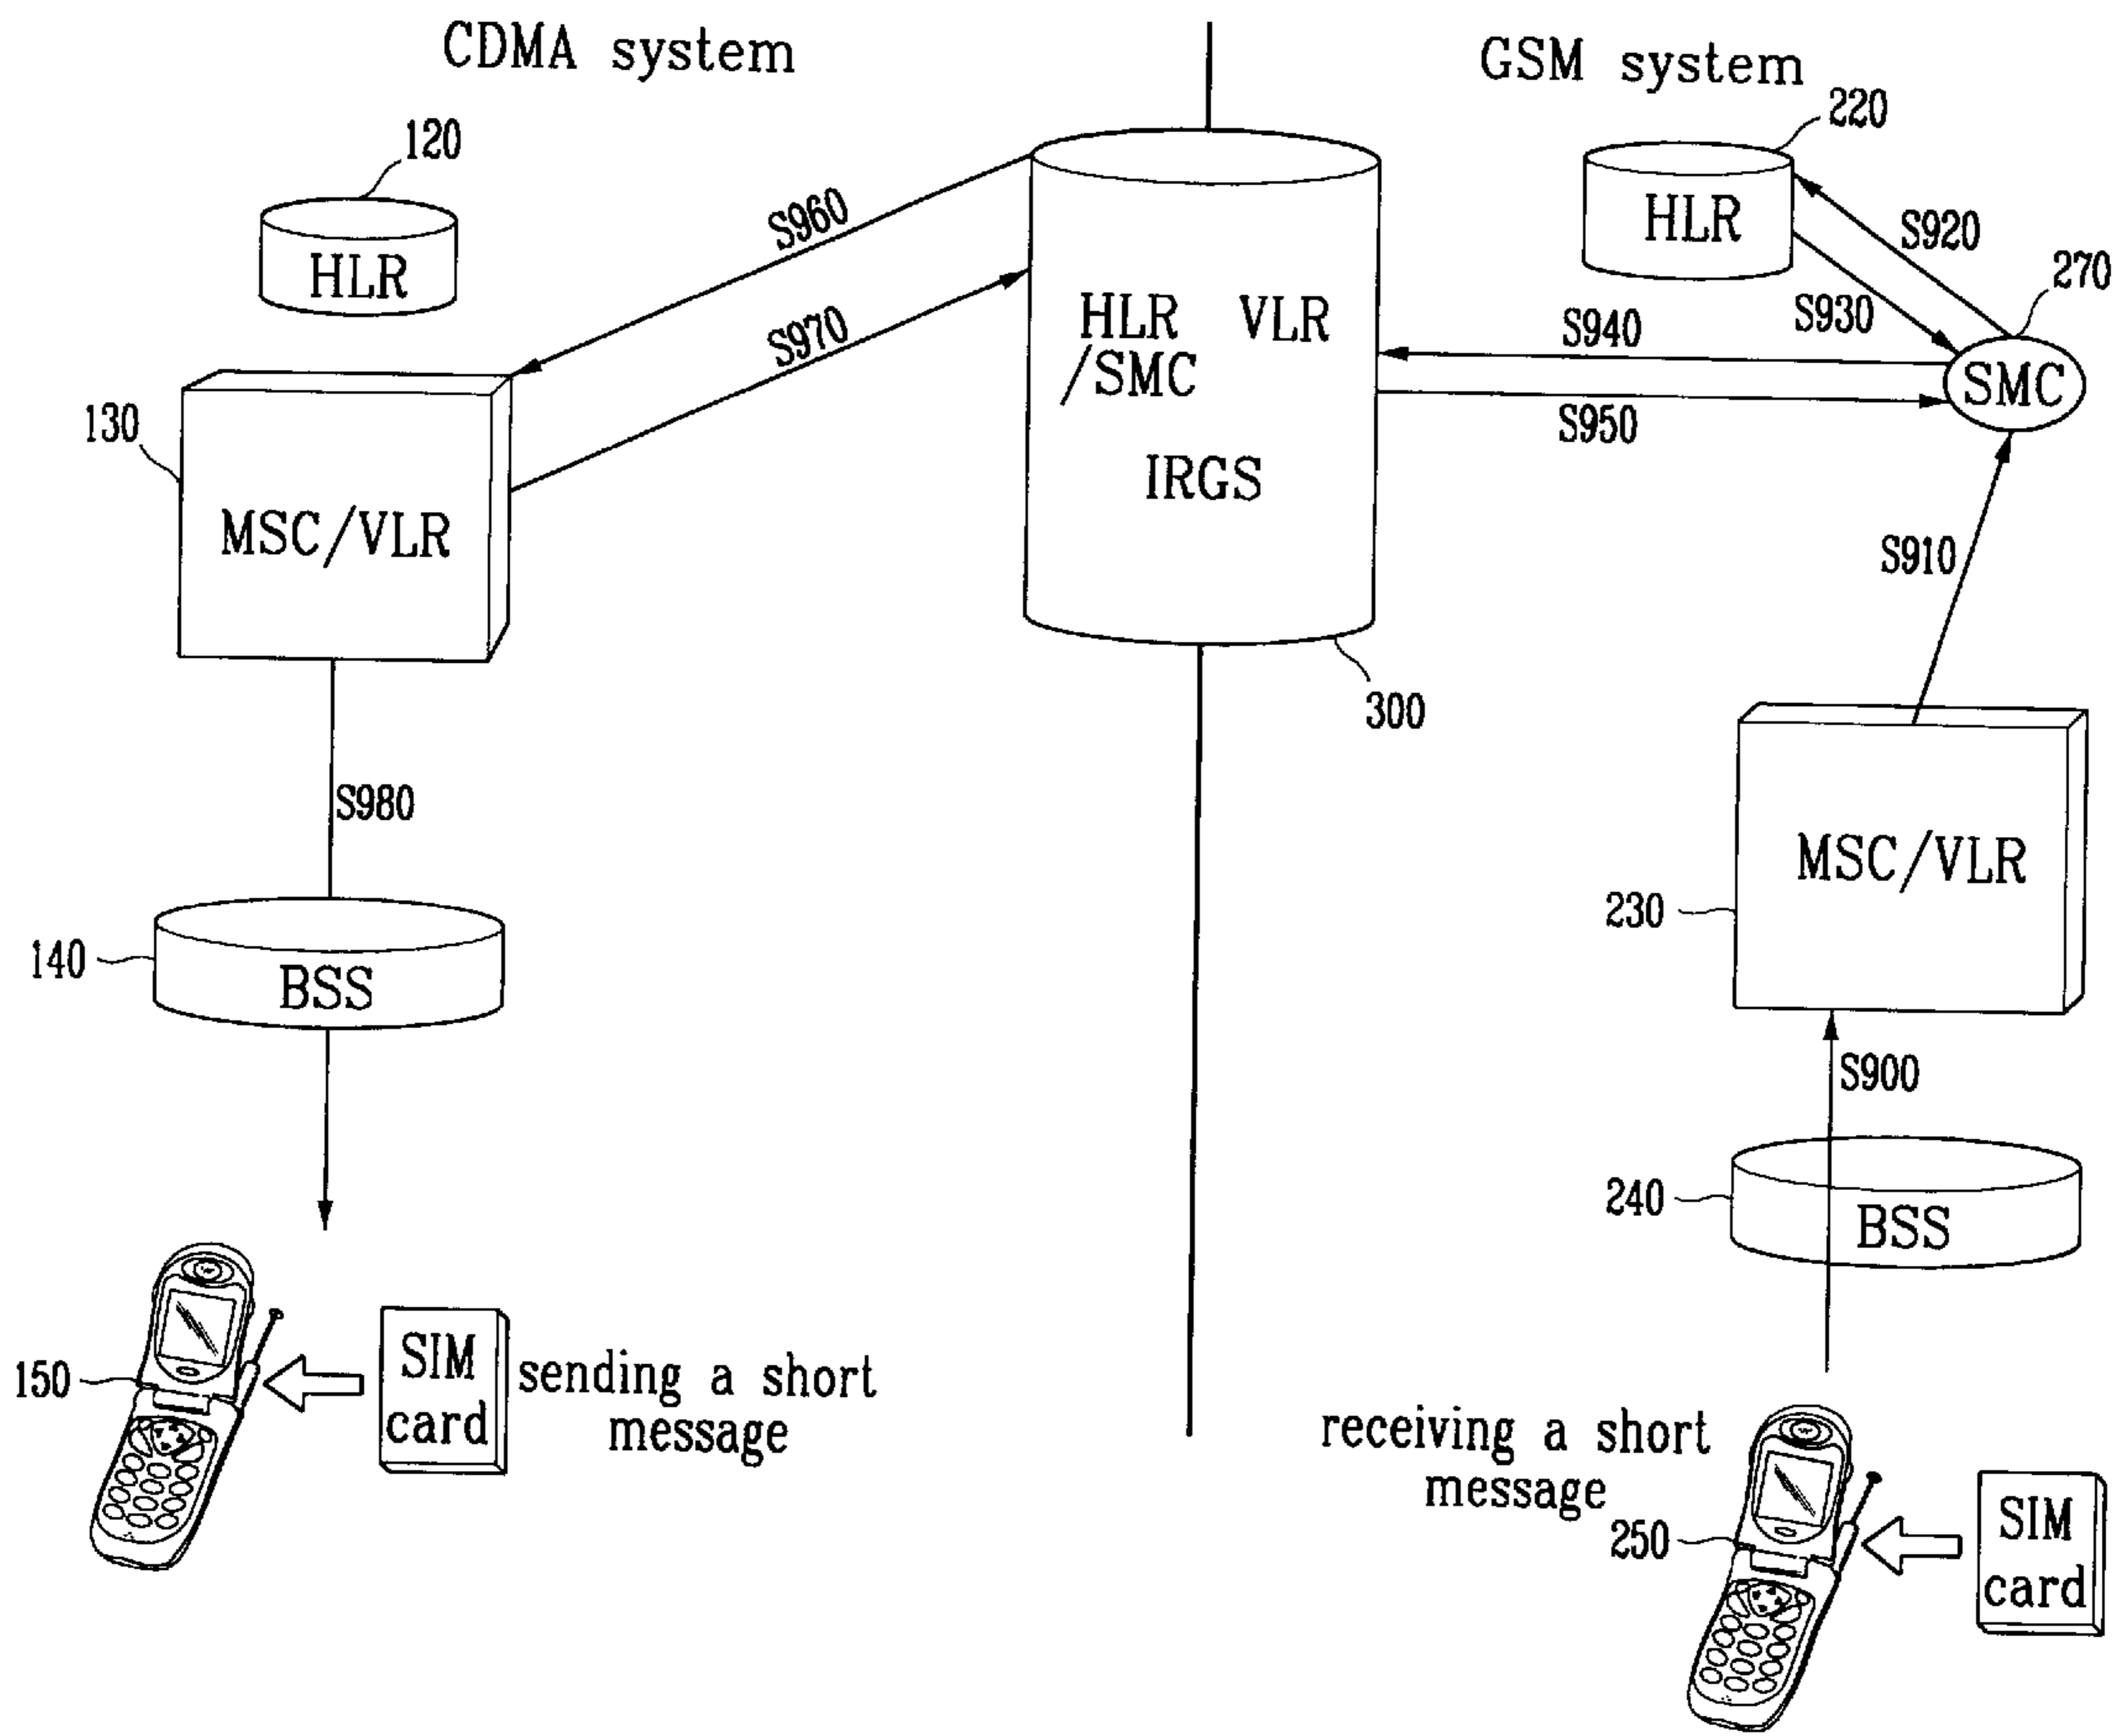 CDMA system
GSM system
120
220
HLR
HLR
S960
S920
270
S970
HLR VLR
S930
S940
/SMC
SMC
130
S950
IRGS
MSC/VLR
S910
300
S980
MSC/VLR
230
140
BSS
S900
240
BSS
150
SIM
card
sending a short
message
receiving a short
message
250
SIM
card